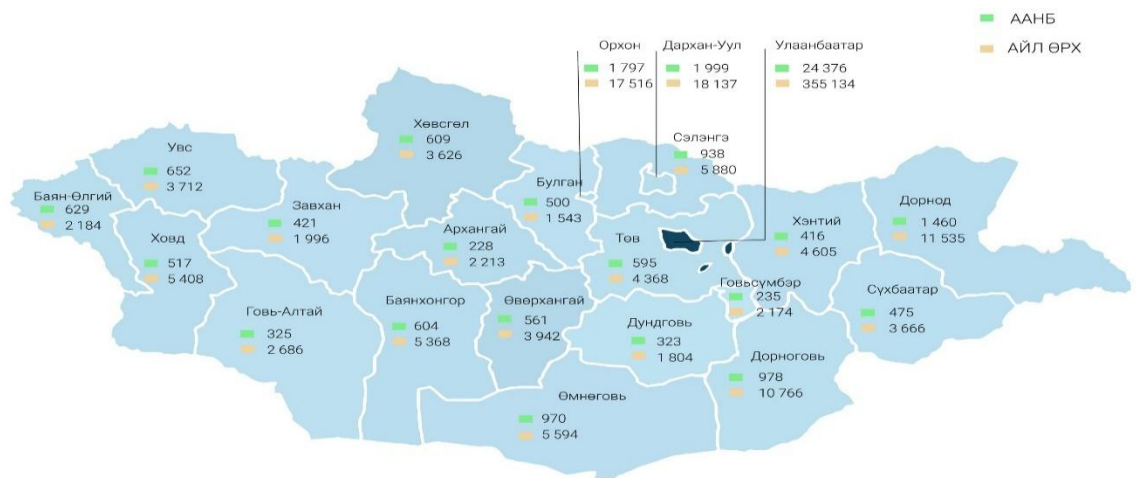 ААНБ
АЙЛ ӨРХ
Орхон
1 797
17 516
Дархан-Уул
1 999
18 137
Улаанбаатар
24 376
355 134
Хөвсгөл
609
3 626
Сэлэнгэ
938
5 880
Увс
652
3 712
Булган
500
1 543
Баян-Өлгий
629
2 184
Завхан
421
1 996
Дорнод
1 460
11 535
Хэнтий
416
4 605
Архангай
228
2 213
Төв
595
4 368
Ховд
517
5 408
Говьсүмбэр
235
2 174
Сүхбаатар
475
3 666
Говь-Алтай
325
2 686
Баянхонгор
604
5 368
Өвөрхангай
561
3 942
Дундговь
323
1 804
Дорноговь
978
10 766
Өмнөговь
970
5 594